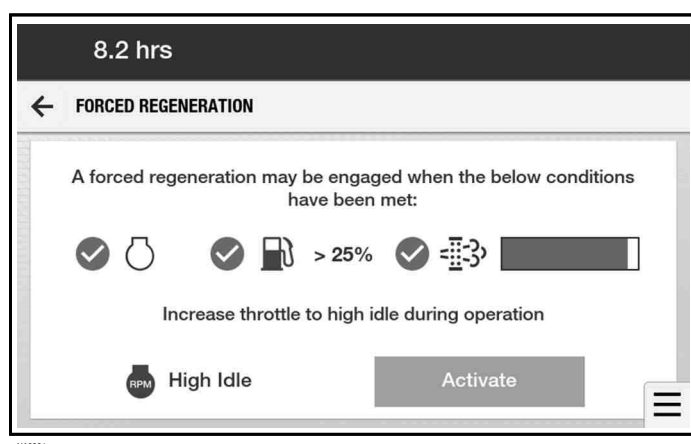 8.2 hrs
FORCED REGENERATION
A forced regeneration may be engaged when the below conditions
have been met:
> 25%
Increase throttle to high idle during operation
RPM High Idle
Activate